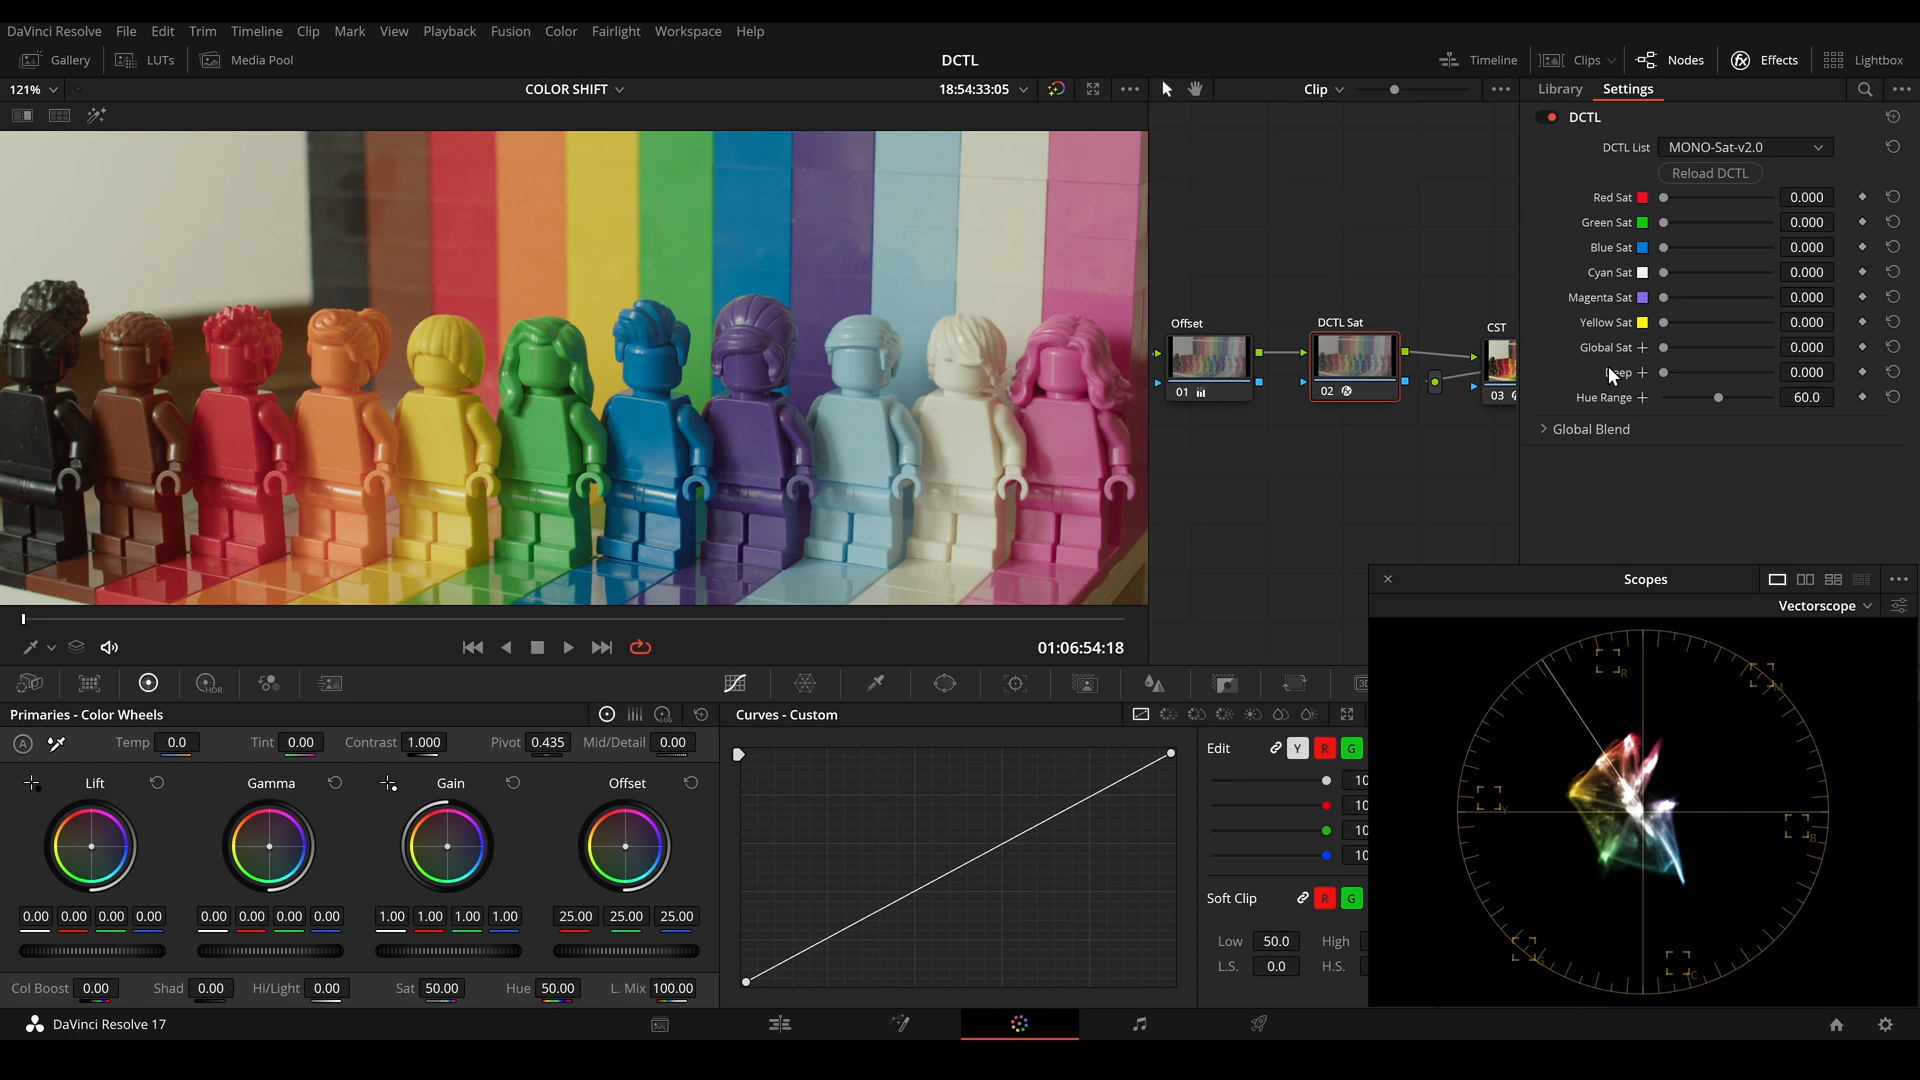 DaVinci Resolve File Edit Trim Timeline Clip Mark View Playback Fusion Color Fairlight Workspace Help
Gallery LUTs Media Pool DCTL Timeline Clips Nodes Effects Lightbox
121% COLOR SHIFT 18:54:33:05 Clip Library Settings
DCTL
DCTL List MONO-Sat-v2.0
Reload DCTL
Red Sat 0.000
Green Sat 0.000
Blue Sat 0.000
Cyan Sat 0.000
Magenta Sat 0.000
Yellow Sat 0.000
Global Sat 0.000
0.000
Hue Range 60.0
Global Blend
Offset DCTL Sat CST
01 02 03
Scopes
Vectorscope
R M Y B G C
01:06:54:18
HDR
3D
Primaries - Color Wheels LOG Curves - Custom
A Temp 0.0 Tint 0.00 Contrast 1.000 Pivot 0.435 Mid/Detail 0.00 Edit Y R G
Lift Gamma Gain Offset
10
10
10
10
0.00 0.00 0.00 0.00 0.00 0.00 0.00 0.00 1.00 1.00 1.00 1.00 25.00 25.00 25.00
Soft Clip R G
Low 50.0 High
L.S. 0.0 H.S.
Col Boost 0.00 Shad 0.00 Hi/Light 0.00 Sat 50.00 Hue 50.00 L. Mix 100.00
DaVinci Resolve 17